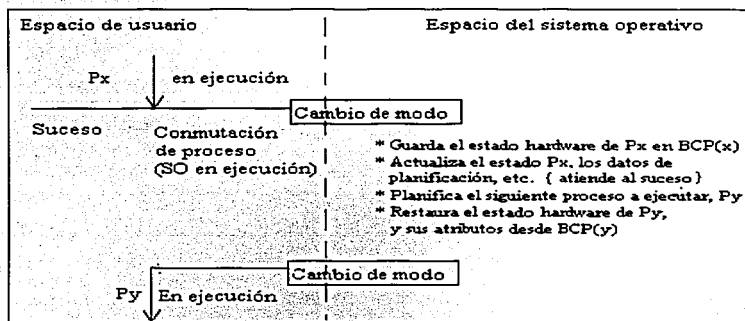 Espacio de usuario
Espacio del sistema operativo
Px
en ejecución
Cambio de modo
Suceso
Conmutación
de proceso
(SO en ejecución)
* Guarda el estado hardware de Px en BCP(x)
* Actualiza el estado Px, los datos de
planificación, etc. { atiende al suceso }
* Planifica el siguiente proceso a ejecutar, Py
* Restaura el estado hardware de Py,
y sus atributos desde BCP(y)
Cambio de modo
Py
En ejecución